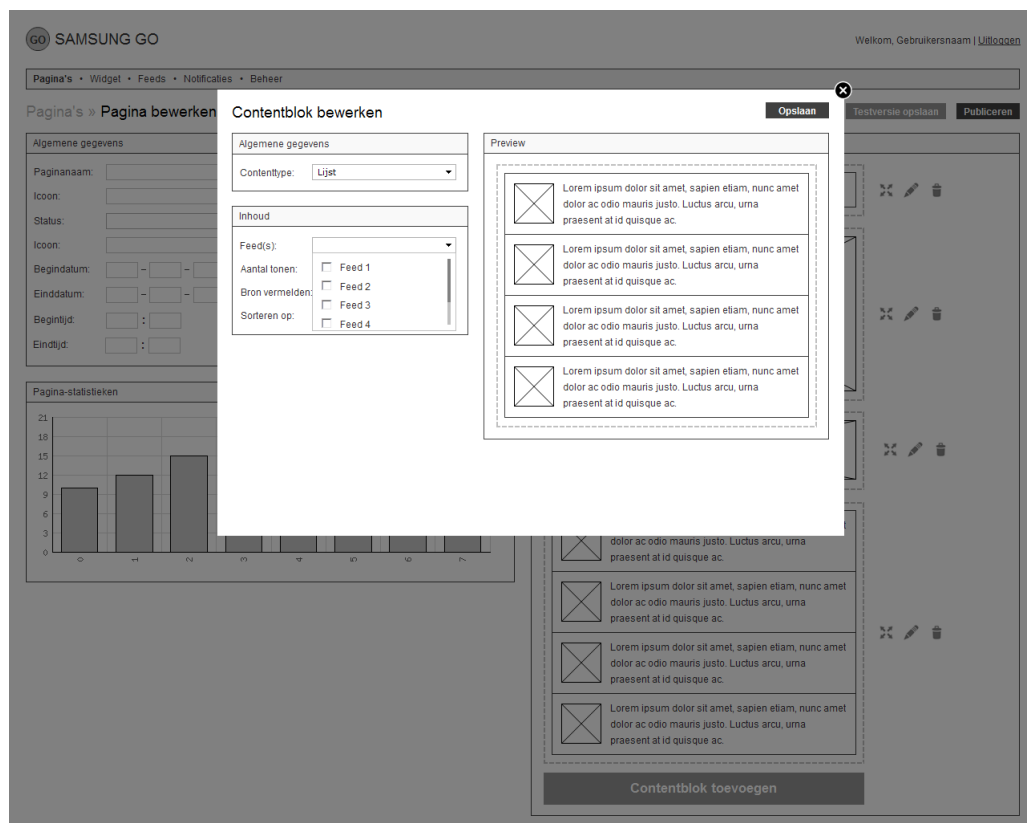 GO SAMSUNG GO
Welkom, Gebruikersnaam | Uitloggen
Pagina's • Widget • Feeds • Notificaties • Beheer
Pagina's » Pagina bewerken
Testversie opslaan Publiceren
Algemene gegevens
Paginanaam:
Icoon:
Status:
Icoon:
Begindatum: – –
Einddatum: – –
Begintijd: :
Eindtijd: :
Pagina-statistieken
21
18
15
12
9
6
3
0
0 1 2 3 4 5 6 7
Contentblok bewerken
Opslaan
Algemene gegevens
Contenttype: Lijst
Inhoud
Feed(s):
Aantal tonen:
Bron vermelden:
Sorteren op:
Feed 1
Feed 2
Feed 3
Feed 4
Preview
Lorem ipsum dolor sit amet, sapien etiam, nunc amet
dolor ac odio mauris justo. Luctus arcu, urna
praesent at id quisque ac.
Lorem ipsum dolor sit amet, sapien etiam, nunc amet
dolor ac odio mauris justo. Luctus arcu, urna
praesent at id quisque ac.
Lorem ipsum dolor sit amet, sapien etiam, nunc amet
dolor ac odio mauris justo. Luctus arcu, urna
praesent at id quisque ac.
Lorem ipsum dolor sit amet, sapien etiam, nunc amet
dolor ac odio mauris justo. Luctus arcu, urna
praesent at id quisque ac.
dolor ac odio mauris justo. Luctus arcu, urna
praesent at id quisque ac.
Lorem ipsum dolor sit amet, sapien etiam, nunc amet
dolor ac odio mauris justo. Luctus arcu, urna
praesent at id quisque ac.
Lorem ipsum dolor sit amet, sapien etiam, nunc amet
dolor ac odio mauris justo. Luctus arcu, urna
praesent at id quisque ac.
Lorem ipsum dolor sit amet, sapien etiam, nunc amet
dolor ac odio mauris justo. Luctus arcu, urna
praesent at id quisque ac.
Contentblok toevoegen